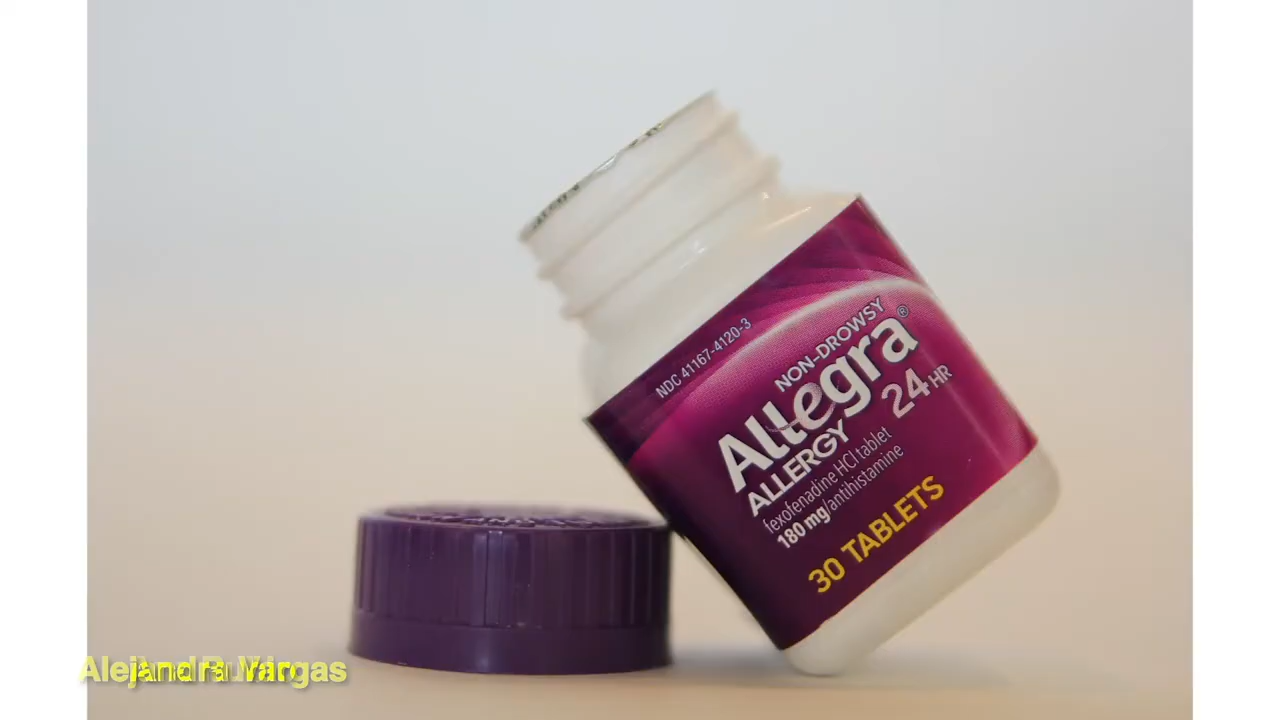 NDC 41167-4120-3
NON-DROWSY
Allegra®
ALLERGY 24 HR
fexofenadine HCl tablet
180 mg/antihistamine
30 TABLETS